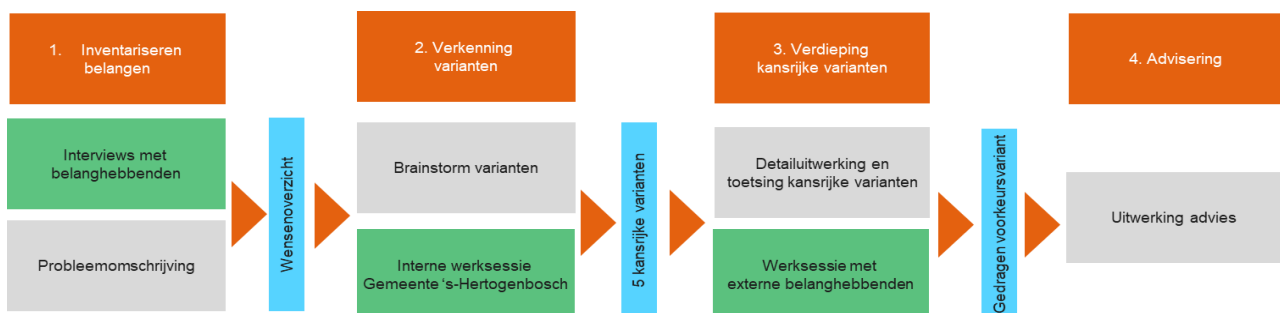 1. Inventariseren
belangen
Interviews met
belanghebbenden
Probleemomschrijving
Wensenoverzicht
2. Verkenning
varianten
Brainstorm varianten
Interne werksessie
Gemeente ‘s-Hertogenbosch
5 kansrijke varianten
3. Verdieping
kansrijke varianten
Detailuitwerking en
toetsing kansrijke varianten
Werksessie met
externe belanghebbenden
Gedragen voorkeursvariant
4. Advisering
Uitwerking advies